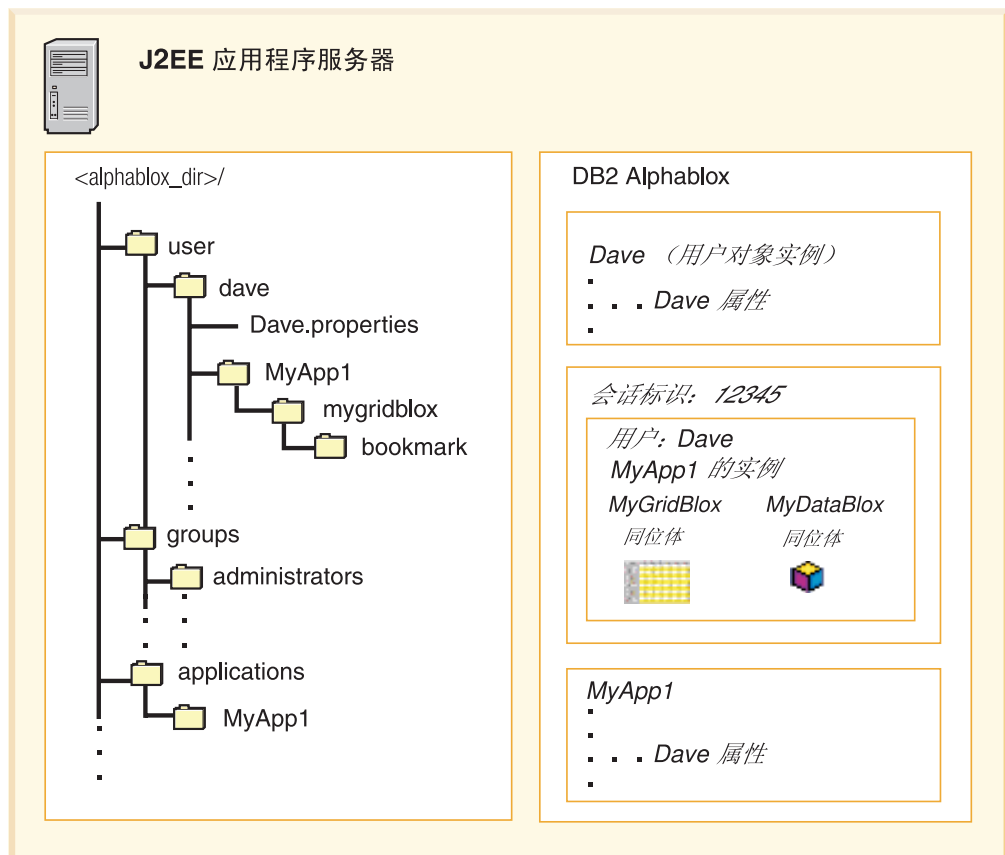 J2EE 应用程序服务器
<alphablox_dir>/
user
dave
Dave.properties
MyApp1
mygridblox
bookmark
groups
administrators
applications
MyApp1
DB2 Alphablox
Dave （用户对象实例）
Dave 属性
会话标识：12345
用户：Dave
MyApp1 的实例
MyGridBlox MyDataBlox
同位体 同位体
MyApp1
Dave 属性